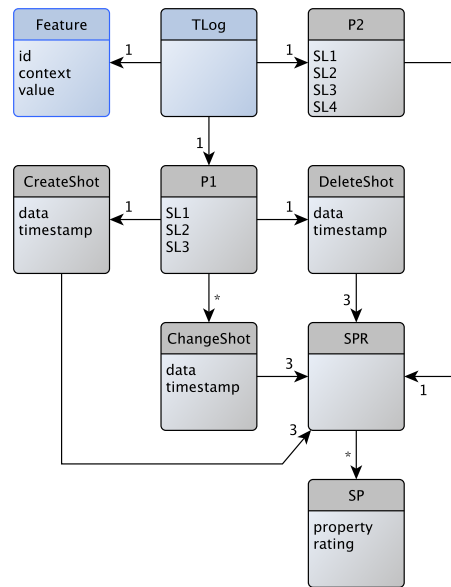 Feature
id
context
value
1
TLog
1
P2
SL1
SL2
SL3
SL4
1
CreateShot
data
timestamp
1
P1
SL1
SL2
SL3
1
DeleteShot
data
timestamp
*
3
ChangeShot
data
timestamp
3
SPR
1
3
*
SP
property
rating